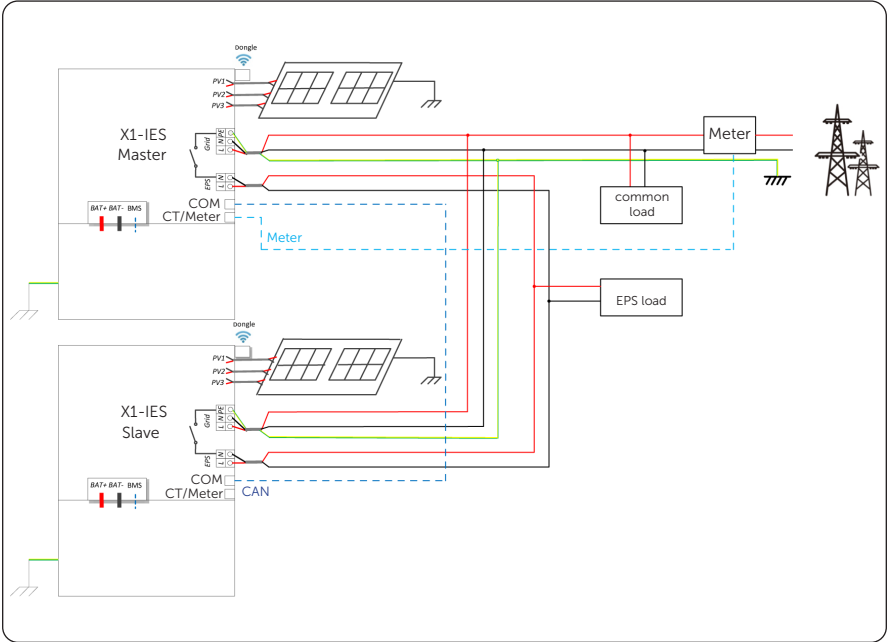 Dongle
PV1
PV2
PV3
X1-IES
Master
Grid
PE
N
L
EPS
N
L
COM
CT/Meter
BAT+ BAT- BMS
Meter
Meter
common
load
EPS load
Dongle
PV1
PV2
PV3
X1-IES
Slave
Grid
PE
N
L
EPS
N
L
COM
CT/Meter
CAN
BAT+ BAT- BMS